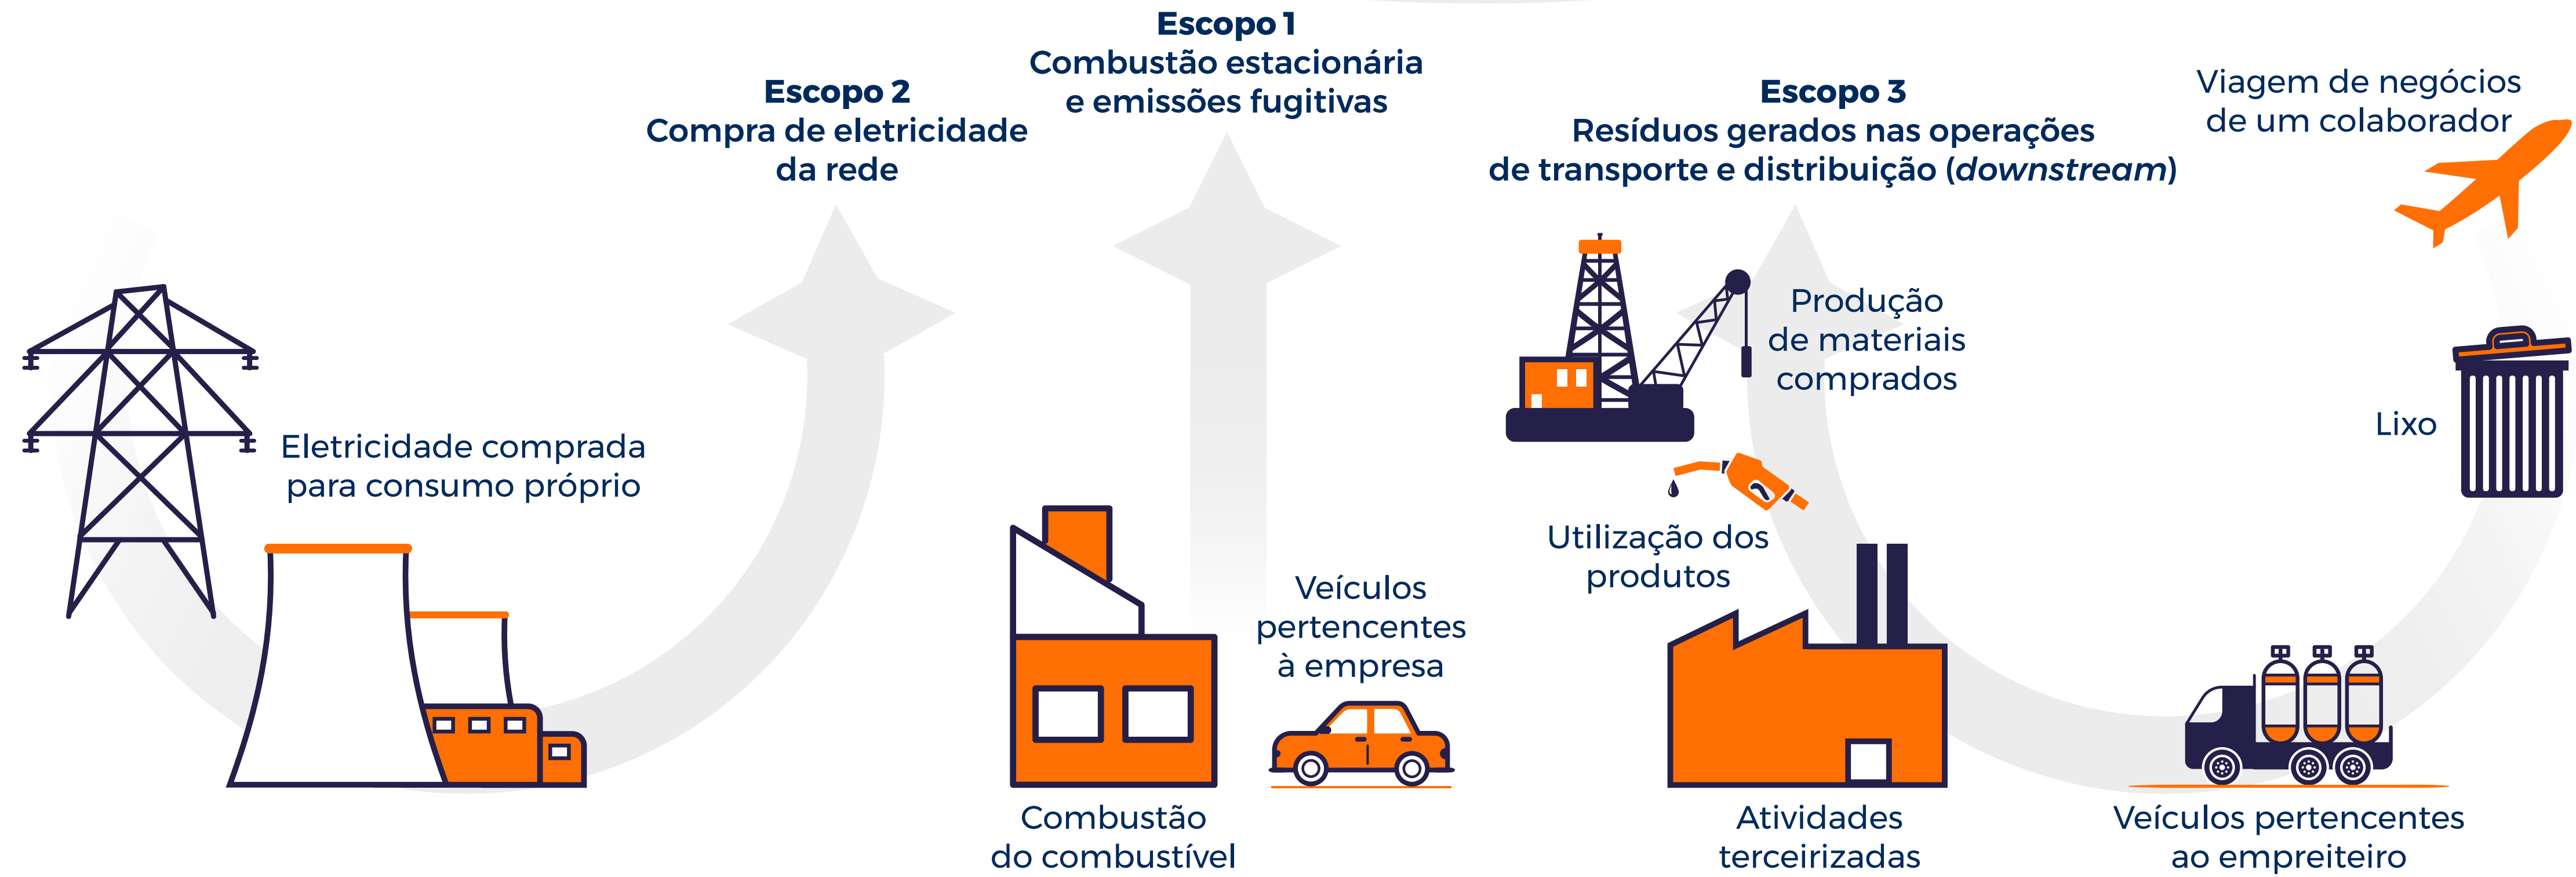 Escopo 2
Compra de eletricidade
da rede
Eletricidade comprada
para consumo próprio
Escopo 1
Combustão estacionária
e emissões fugitivas
Combustão
do combustível
Veículos
pertencentes
à empresa
Escopo 3
Resíduos gerados nas operações
de transporte e distribuição (downstream)
Produção
de materiais
comprados
Utilização dos
produtos
Atividades
terceirizadas
Viagem de negócios
de um colaborador
Lixo
Veículos pertencentes
ao empreiteiro